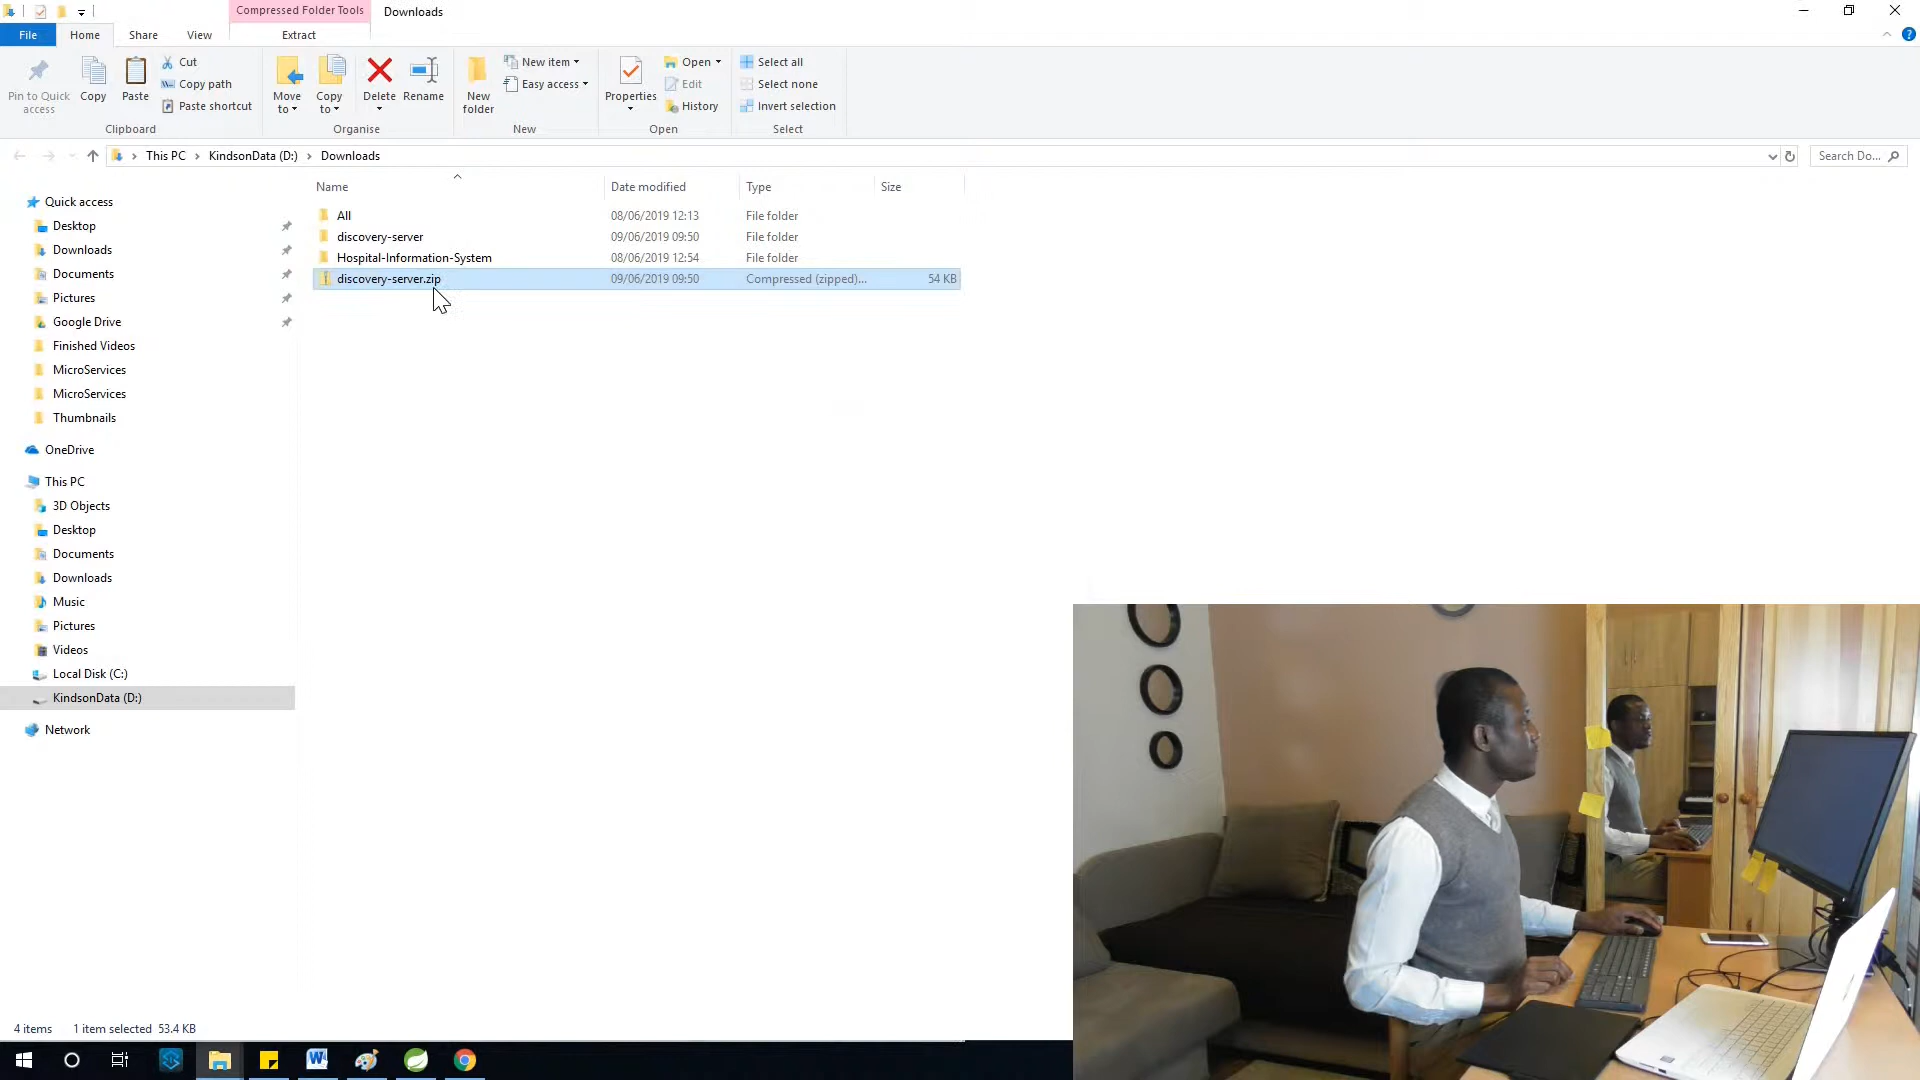 Compressed Folder Tools
Downloads
File
Home
Share
View
Extract
Pin to Quick access
Copy
Paste
Cut
Copy path
Paste shortcut
Clipboard
Move to
Copy to
Delete
Rename
Organise
New folder
New item
Easy access
New
Properties
Open
Edit
History
Open
Select all
Select none
Invert selection
Select
This PC
KindsonData (D:)
Downloads
Search Do...
Name
Date modified
Type
Size
All
08/06/2019 12:13
File folder
discovery-server
09/06/2019 09:50
File folder
Hospital-Information-System
08/06/2019 12:54
File folder
discovery-server.zip
09/06/2019 09:50
Compressed (zipped)...
54 KB
Quick access
Desktop
Downloads
Documents
Pictures
Google Drive
Finished Videos
MicroServices
MicroServices
Thumbnails
OneDrive
This PC
3D Objects
Desktop
Documents
Downloads
Music
Pictures
Videos
Local Disk (C:)
KindsonData (D:)
Network
4 items
1 item selected 53.4 KB